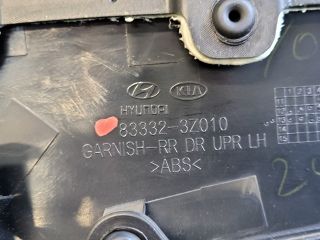 HYUNDAI KIA
83332-3Z010
GARNISH-RR DR UPR LH
>ABS<